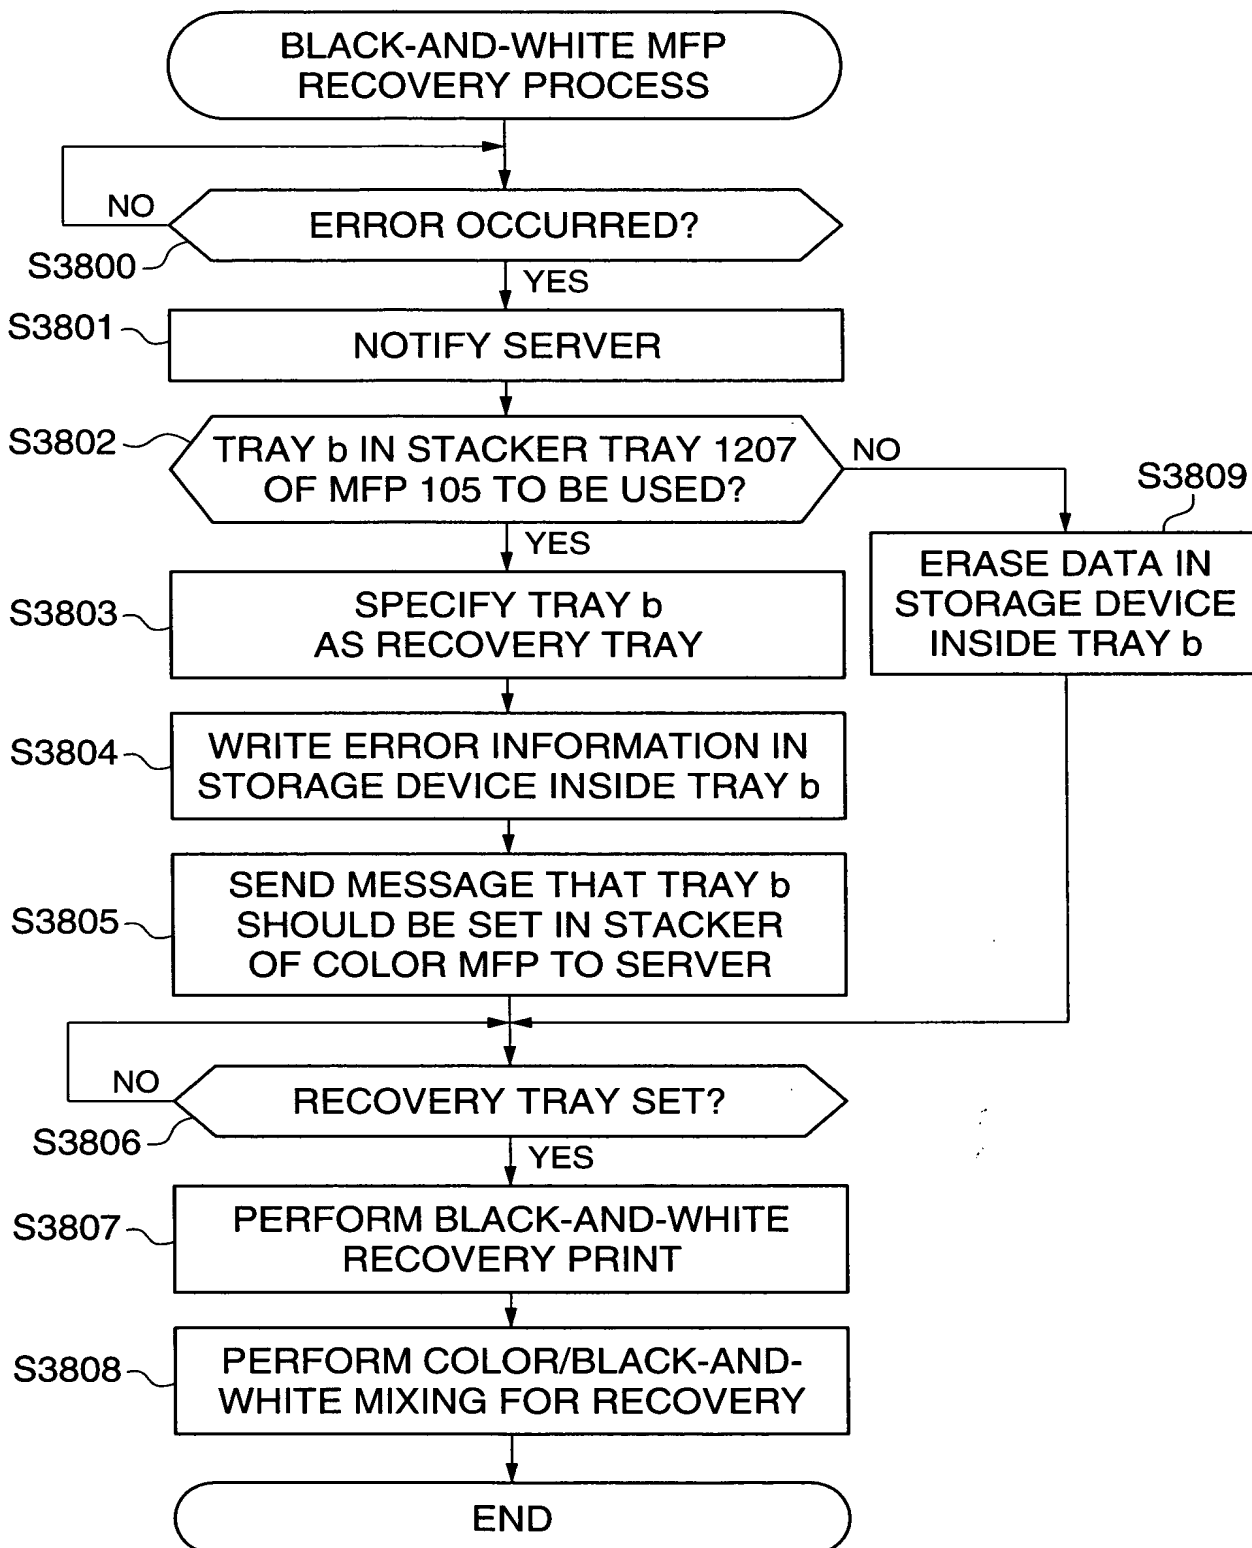 BLACK-AND-WHITE MFP
RECOVERY PROCESS
NO
ERROR OCCURRED?
S3800
YES
S3801
NOTIFY SERVER
S3802
TRAY b IN STACKER TRAY 1207
OF MFP 105 TO BE USED?
NO
YES
S3809
ERASE DATA IN
STORAGE DEVICE
INSIDE TRAY b
S3803
SPECIFY TRAY b
AS RECOVERY TRAY
S3804
WRITE ERROR INFORMATION IN
STORAGE DEVICE INSIDE TRAY b
S3805
SEND MESSAGE THAT TRAY b
SHOULD BE SET IN STACKER
OF COLOR MFP TO SERVER
NO
RECOVERY TRAY SET?
S3806
YES
S3807
PERFORM BLACK-AND-WHITE
RECOVERY PRINT
S3808
PERFORM COLOR/BLACK-AND-
WHITE MIXING FOR RECOVERY
END